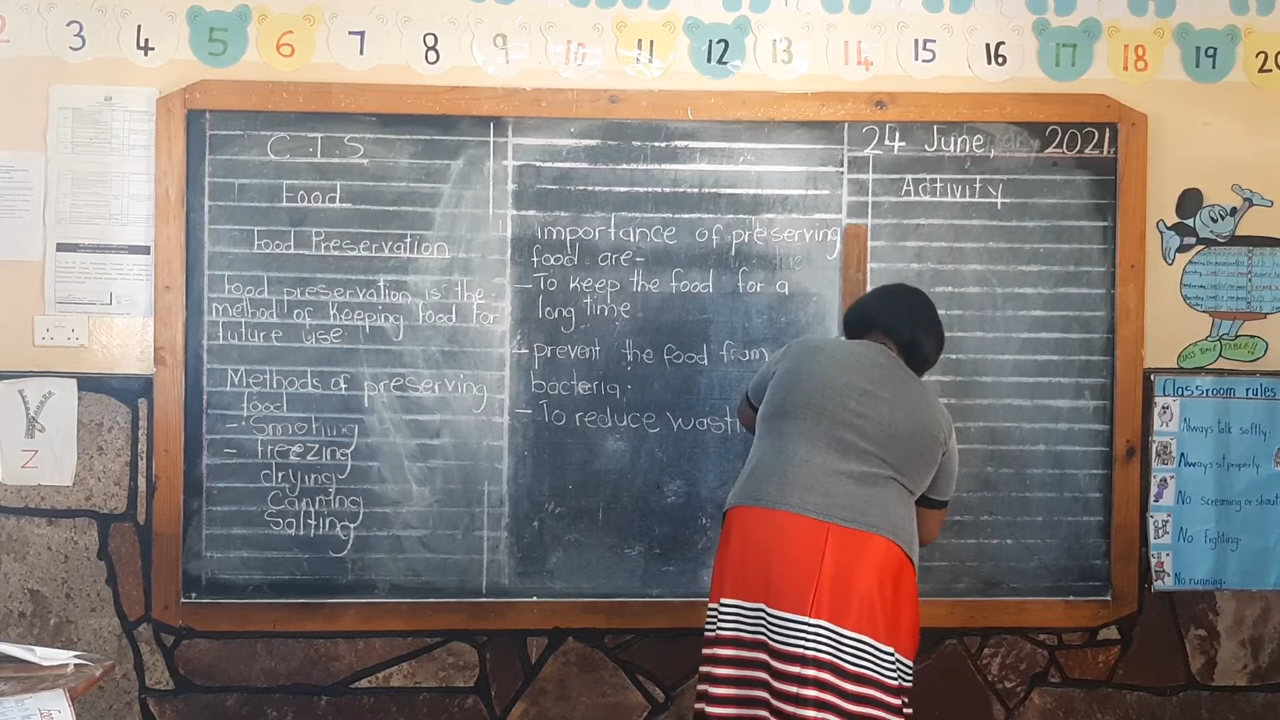 3 4 5 6 7 8 9 10 11 12 13 14 15 16 17 18 19 20
C.I.S
Food
Food Preservation
Food preservation is the
method of keeping food for
future use.
Methods of preserving
food
- Smoking
- Freezing
drying
Canning
Salting
importance of preserving
food are-
- To keep the food for a
long time
- prevent the food from
bacteria.
- To reduce wast
24 June, 2021
Activity
CLASS TIME TABLE!!
Classroom rules
Always talk softly.
Always sit properly.
No screaming or shout
No fighting.
No running.
Z